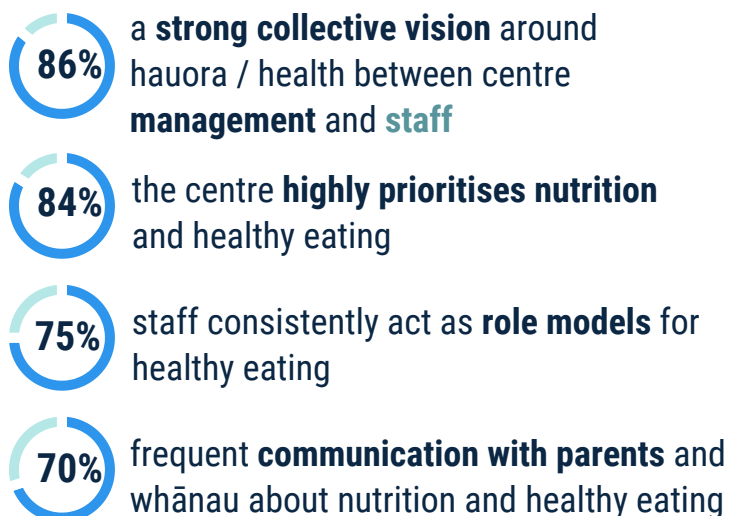 86%
a strong collective vision around
hauora / health between centre
management and staff
84%
the centre highly prioritises nutrition
and healthy eating
75%
staff consistently act as role models for
healthy eating
70%
frequent communication with parents and
whānau about nutrition and healthy eating